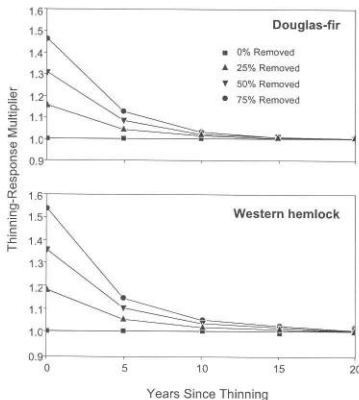 Thinning-Response Multiplier
1.6
1.5
1.4
1.3
1.2
1.1
1.0
0.9
Douglas-fir
0% Removed
25% Removed
50% Removed
75% Removed
1.6
1.5
1.4
1.3
1.2
1.1
1.0
0.9
Western hemlock
0
5
10
15
20
Years Since Thinning